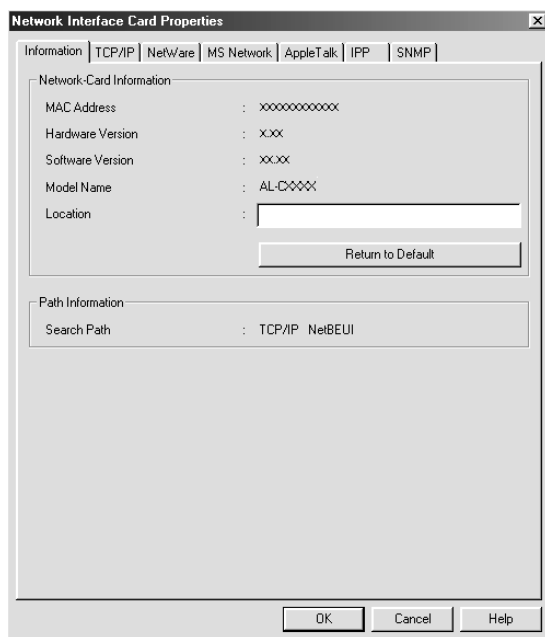 Network Interface Card Properties
Information TCP/IP NetWare MS Network AppleTalk IPP SNMP
Network-Card Information
MAC Address : XXXXXXXXXXXX
Hardware Version : X.XX
Software Version : XX.XX
Model Name : AL-CXXXX
Location :
Return to Default
Path Information
Search Path : TCP/IP NetBEUI
OK Cancel Help